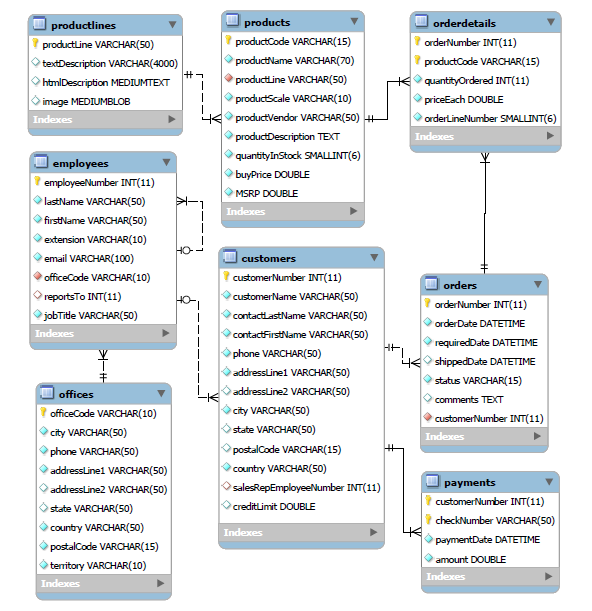 productlines
productLine VARCHAR(50)
textDescription VARCHAR(4000)
htmlDescription MEDIUMTEXT
image MEDIUMBLOB
Indexes
products
productCode VARCHAR(15)
productName VARCHAR(70)
productLine VARCHAR(50)
productScale VARCHAR(10)
productVendor VARCHAR(50)
productDescription TEXT
quantityInStock SMALLINT(6)
buyPrice DOUBLE
MSRP DOUBLE
Indexes
orderdetails
orderNumber INT(11)
productCode VARCHAR(15)
quantityOrdered INT(11)
priceEach DOUBLE
orderLineNumber SMALLINT(6)
Indexes
employees
employeeNumber INT(11)
lastName VARCHAR(50)
firstName VARCHAR(50)
extension VARCHAR(10)
email VARCHAR(100)
officeCode VARCHAR(10)
reportsTo INT(11)
jobTitle VARCHAR(50)
Indexes
customers
customerNumber INT(11)
customerName VARCHAR(50)
contactLastName VARCHAR(50)
contactFirstName VARCHAR(50)
phone VARCHAR(50)
addressLine1 VARCHAR(50)
addressLine2 VARCHAR(50)
city VARCHAR(50)
state VARCHAR(50)
postalCode VARCHAR(15)
country VARCHAR(50)
salesRepEmployeeNumber INT(11)
creditLimit DOUBLE
Indexes
orders
orderNumber INT(11)
orderDate DATETIME
requiredDate DATETIME
shippedDate DATETIME
status VARCHAR(15)
comments TEXT
customerNumber INT(11)
Indexes
offices
officeCode VARCHAR(10)
city VARCHAR(50)
phone VARCHAR(50)
addressLine1 VARCHAR(50)
addressLine2 VARCHAR(50)
state VARCHAR(50)
country VARCHAR(50)
postalCode VARCHAR(15)
territory VARCHAR(10)
Indexes
payments
customerNumber INT(11)
checkNumber VARCHAR(50)
paymentDate DATETIME
amount DOUBLE
Indexes